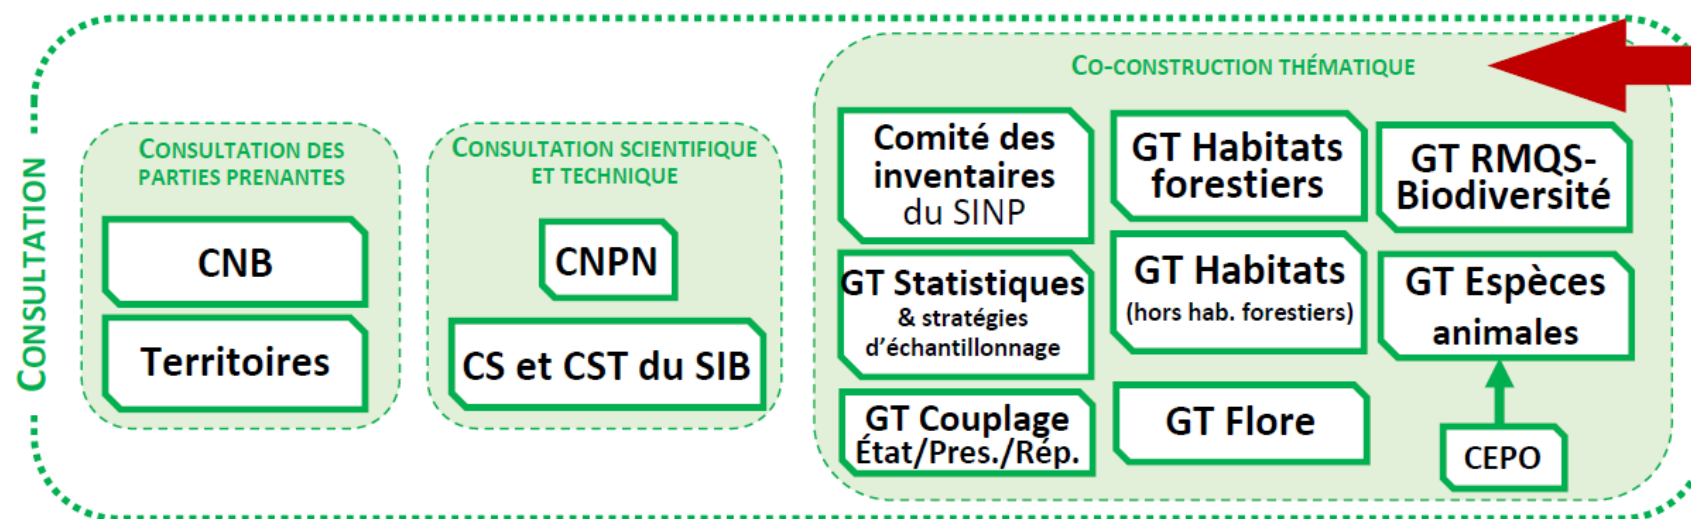 CONSULTATION
CONSULTATION DES
PARTIES PRENANTES
CNB
Territoires
CONSULTATION SCIENTIFIQUE
ET TECHNIQUE
CNPN
CS et CST du SIB
CO-CONSTRUCTION THÉMATIQUE
Comité des
inventaires
du SINP
GT Statistiques
& stratégies
d'échantillonnage
GT Couplage
État/Pres./Rép.
GT Habitats
forestiers
GT Habitats
(hors hab. forestiers)
GT Flore
GT RMQS-
Biodiversité
GT Espèces
animales
CEPO